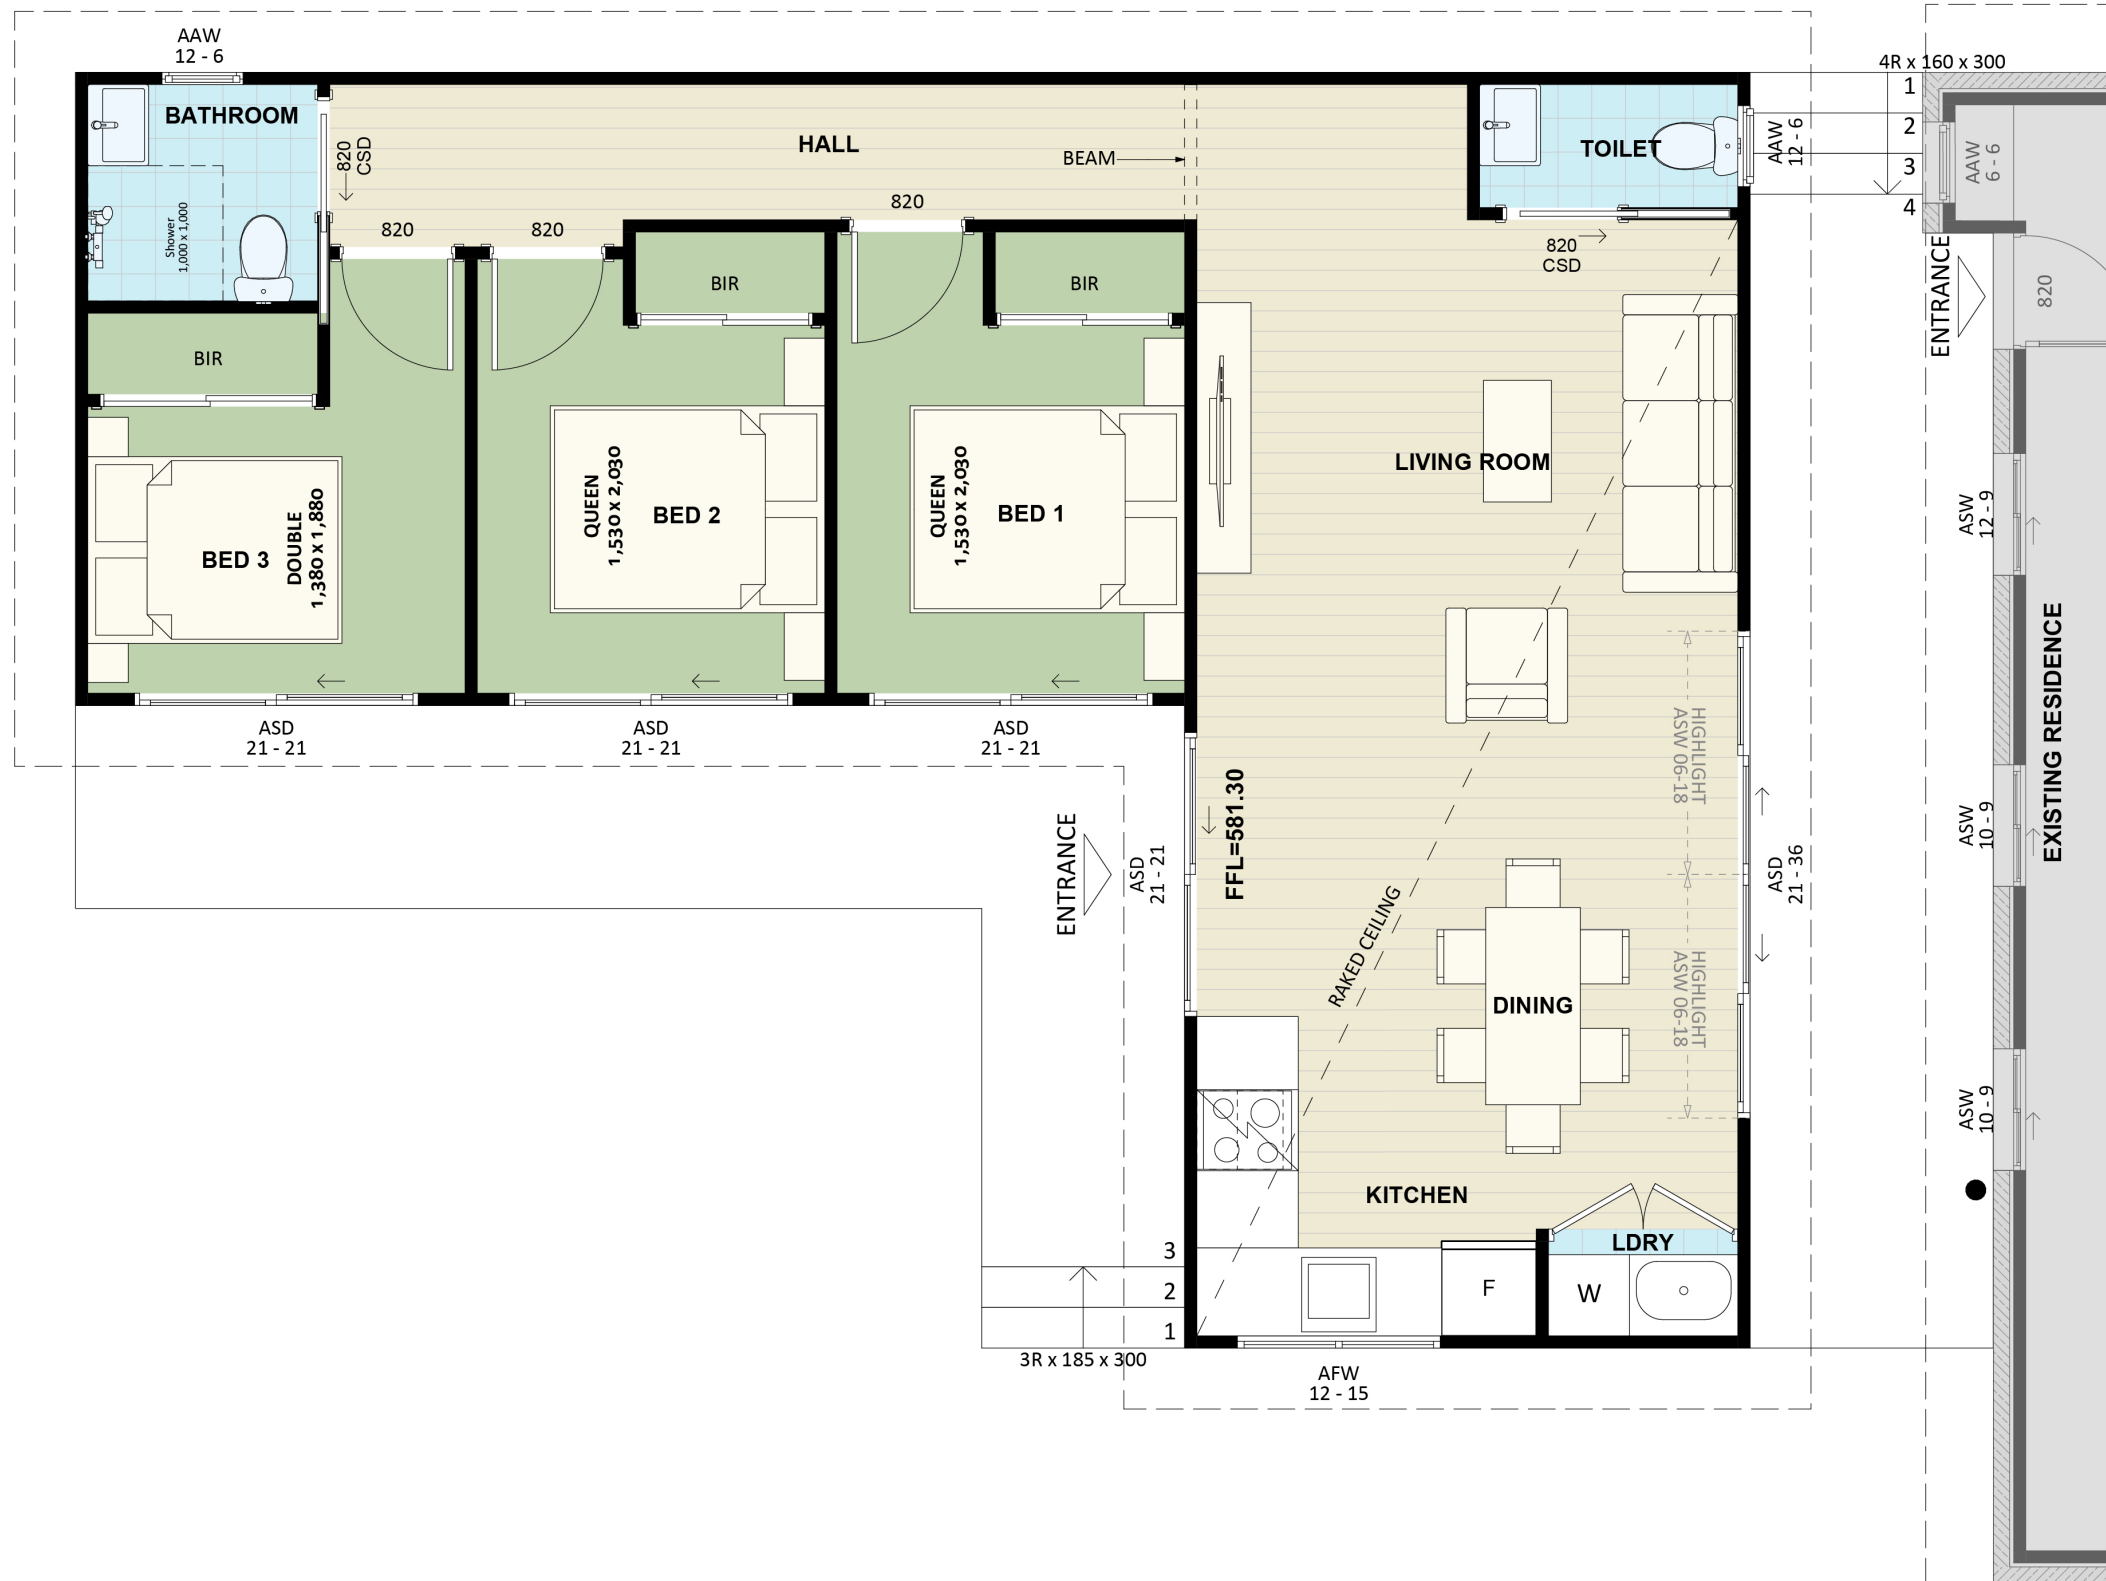 AAW
12 - 6
4R x 160 x 300
1
2
3
4
BATHROOM
820
CSD
HALL
BEAM
TOILET
AAW
12 - 6
AAW
6 - 6
Shower
1,000 x 1,000
820
820
820
820
CSD
ENTRANCE
820
BIR
BIR
BIR
LIVING ROOM
BED 3
DOUBLE
1,380 x 1,880
QUEEN
1,530 x 2,030
BED 2
QUEEN
1,530 x 2,030
BED 1
ASW
12 - 9
EXISTING RESIDENCE
HIGHLIGHT
ASW 06-18
ASD
21 - 21
ASD
21 - 21
ASD
21 - 21
ENTRANCE
ASD
21 - 21
FFL=581.30
ASD
21 - 36
ASW
10 - 9
RAKED CEILING
DINING
HIGHLIGHT
ASW 06-18
ASW
10 - 9
KITCHEN
LDRY
F
W
3
2
1
3R x 185 x 300
AFW
12 - 15